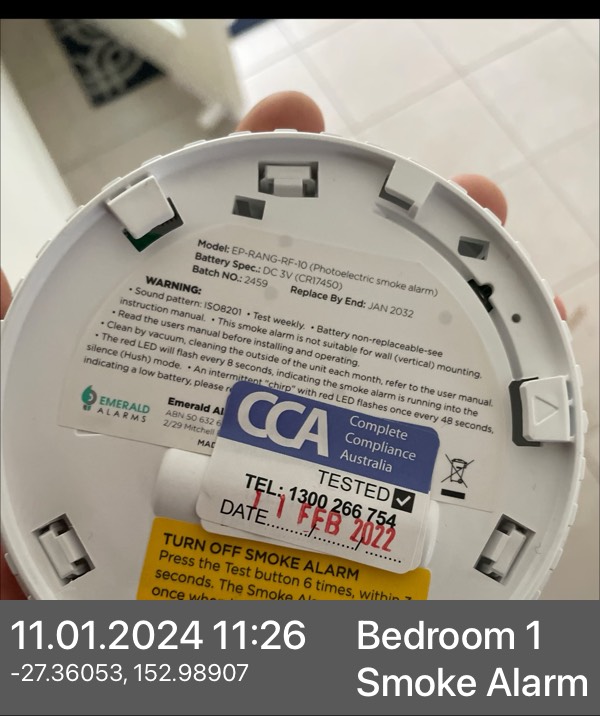 Model: EP-RANG-RF-10 (Photoelectric smoke alarm)
Battery Spec.: DC 3V (CR17450)
Batch NO.: 2459 Replace By End: JAN 2032
WARNING:
• Sound pattern: ISO8201 • Test weekly. • Battery non-replaceable-see
instruction manual. • This smoke alarm is not suitable for wall (vertical) mounting.
• Read the users manual before installing and operating.
• Clean by vacuum, cleaning the outside of the unit each month, refer to the user manual.
• The red LED will flash every 8 seconds, indicating the smoke alarm is running into the
silence (Hush) mode. • An intermittent "chirp" with red LED flashes once every 48 seconds,
indicating a low battery, please
EMERALD
ALARMS
Emerald
ABN 50 632
2/29 Mitchell
CCA
Complete
Compliance
Australia
TESTED
TEL: 1300 266 754
DATE
11 FEB 2022
TURN OFF SMOKE ALARM
Press the Test button 6 times, within
seconds. The Smoke
once
11.01.2024 11:26
-27.36053, 152.98907
Bedroom 1
Smoke Alarm